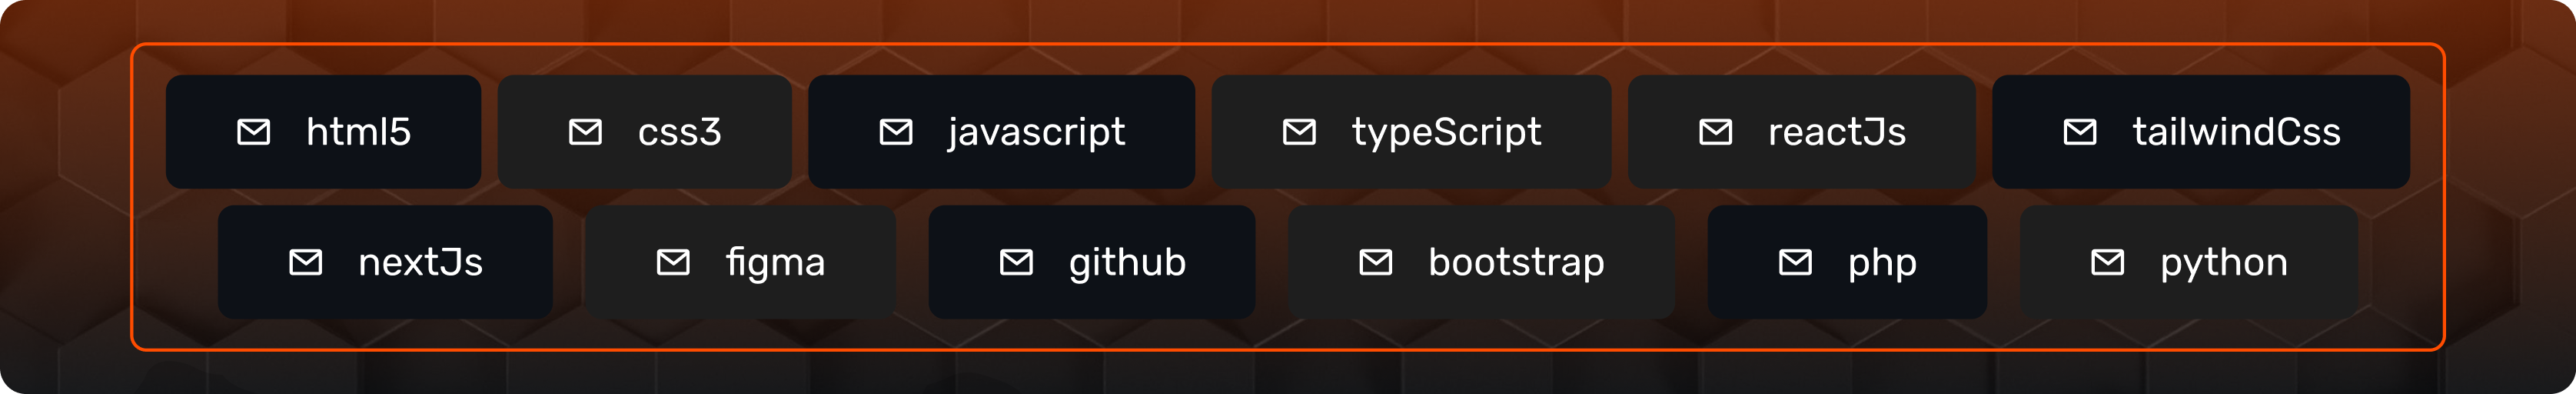 html5 css3 javascript typeScript reactJs tailwindCss
nextJs figma github bootstrap php python